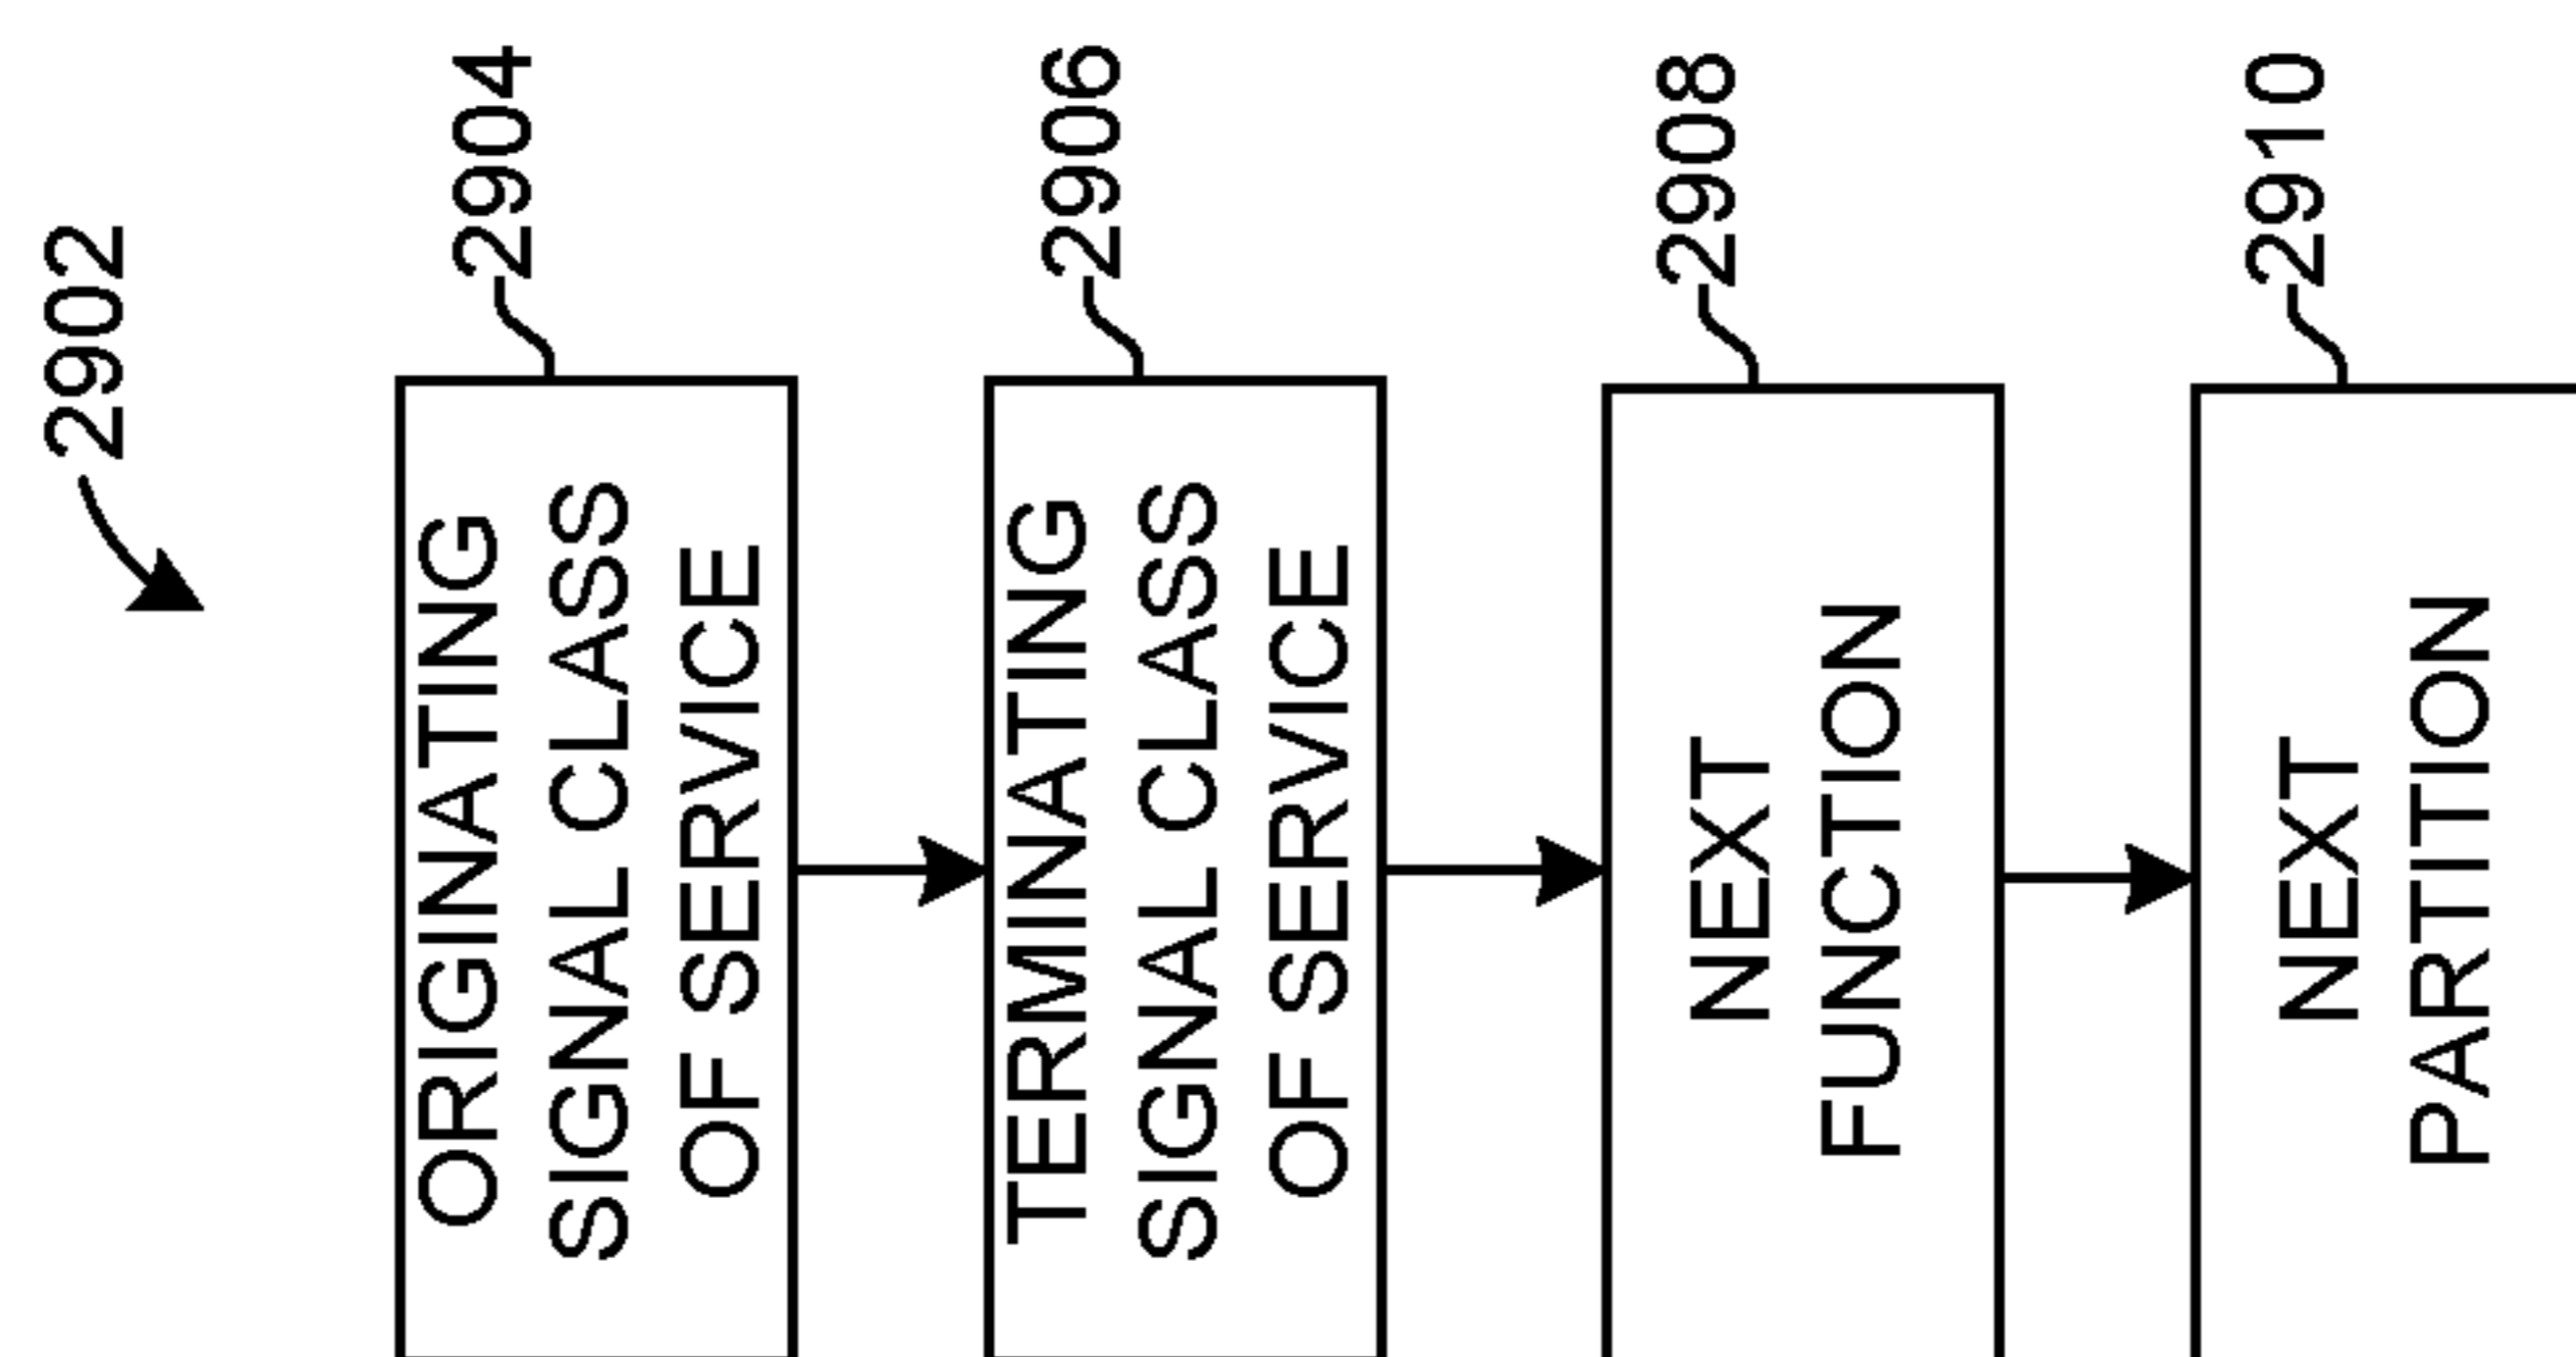 2902
2904
ORIGINATING
SIGNAL CLASS
OF SERVICE
2906
TERMINATING
SIGNAL CLASS
OF SERVICE
2908
NEXT
FUNCTION
2910
NEXT
PARTITION